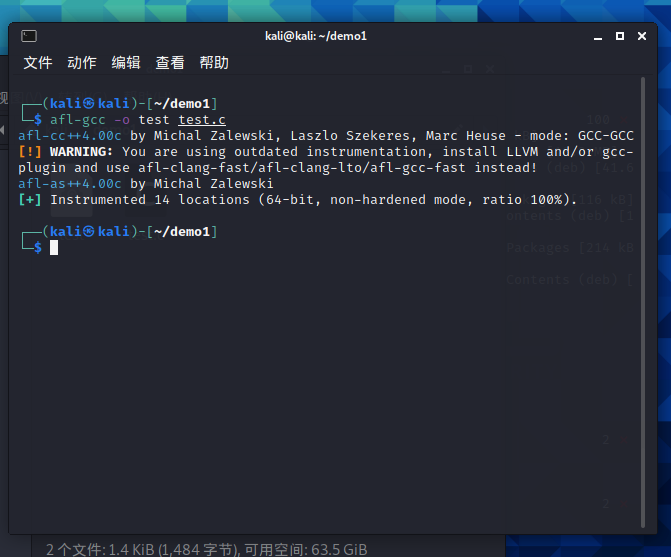 kali@kali: ~/demo1
文件 动作 编辑 查看 帮助
┌──(kali㉿kali)-[~/demo1]
└─$ afl-gcc -o test test.c
afl-cc++4.00c by Michal Zalewski, Laszlo Szekeres, Marc Heuse - mode: GCC-GCC
[!] WARNING: You are using outdated instrumentation, install LLVM and/or gcc-
plugin and use afl-clang-fast/afl-clang-lto/afl-gcc-fast instead!
afl-as++4.00c by Michal Zalewski
[+] Instrumented 14 locations (64-bit, non-hardened mode, ratio 100%).
┌──(kali㉿kali)-[~/demo1]
└─$
Packages [214 kB
Contents (deb) [
2 个文件: 1.4 KiB (1,484 字节), 可用空间: 63.5 GiB